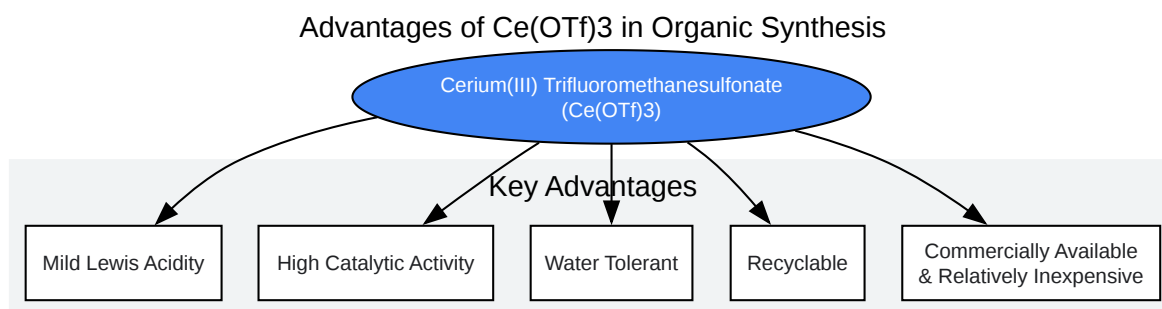 Advantages of Ce(OTf)3 in Organic Synthesis
Cerium(III) Trifluoromethanesulfonate
(Ce(OTf)3)
Key Advantages
Mild Lewis Acidity
High Catalytic Activity
Water Tolerant
Recyclable
Commercially Available
& Relatively Inexpensive